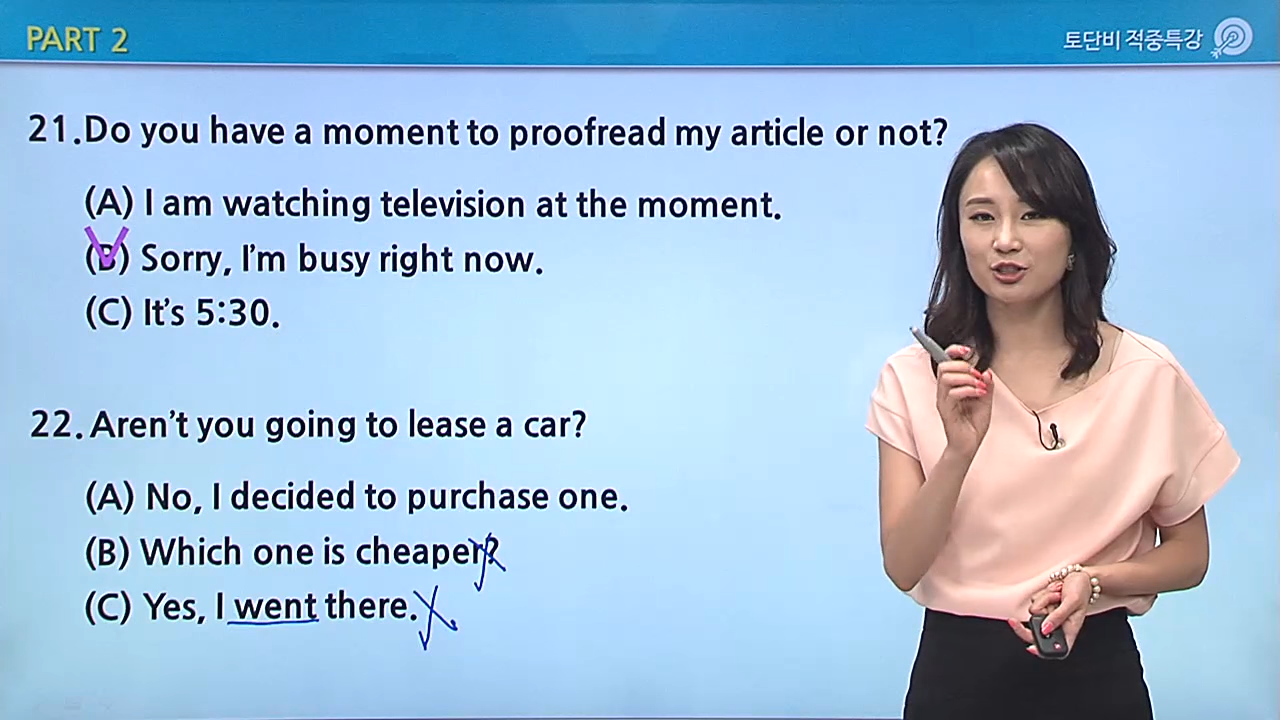 PART 2
토단비 적중특강
21. Do you have a moment to proofread my article or not?
(A) I am watching television at the moment.
(B) Sorry, I'm busy right now.
(C) It's 5:30.
22. Aren't you going to lease a car?
(A) No, I decided to purchase one.
(B) Which one is cheaper?
(C) Yes, I went there.